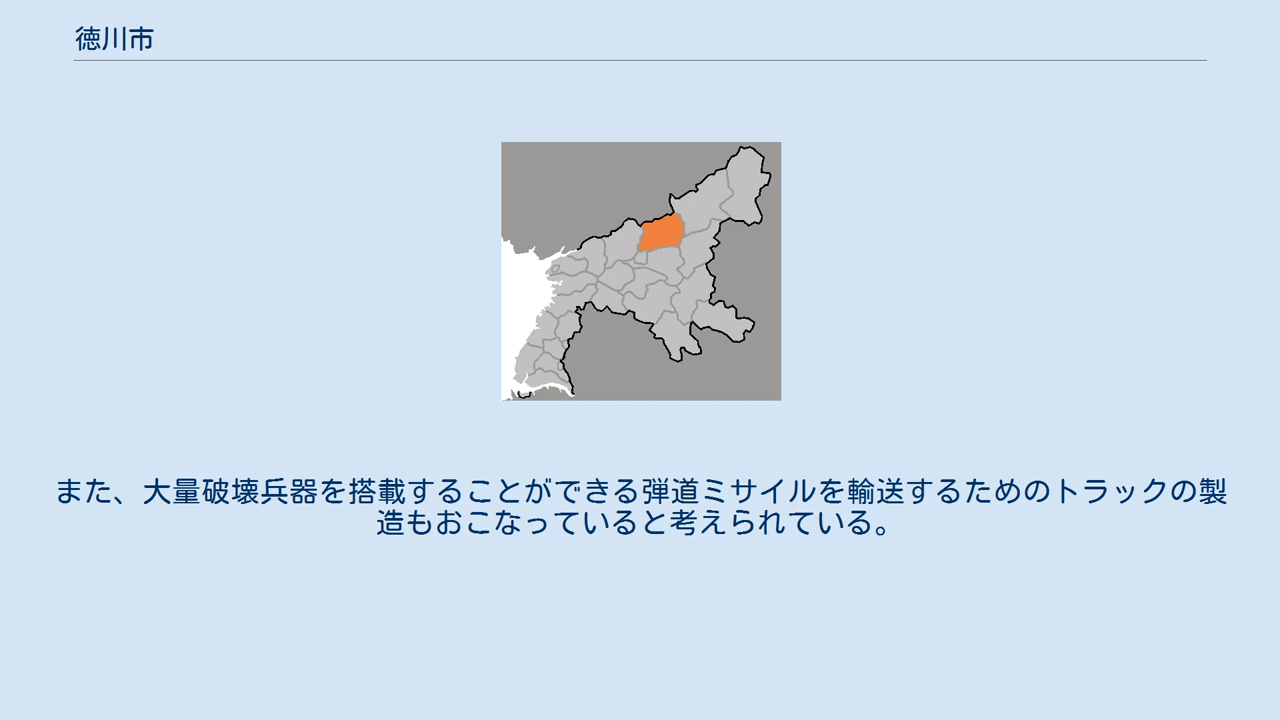 徳川市
また、大量破壊兵器を搭載することができる弾道ミサイルを輸送するためのトラックの製
造もおこなっていると考えられている。